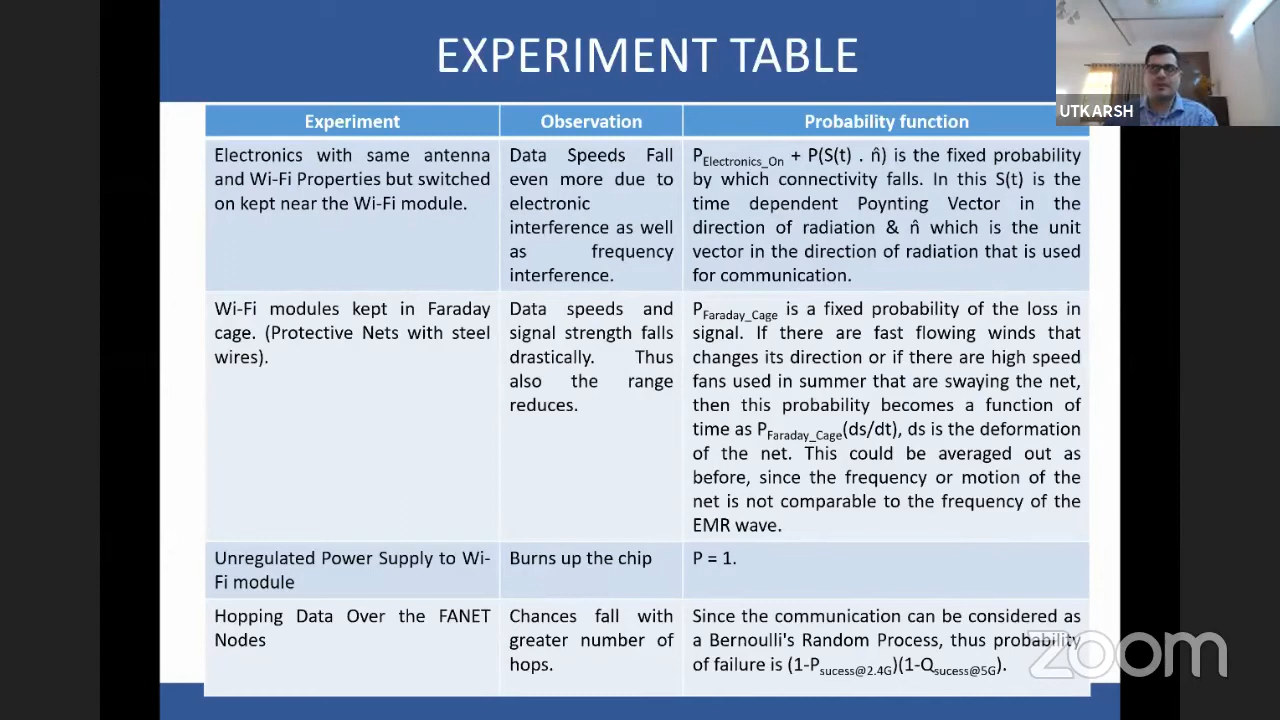 EXPERIMENT TABLE
UTKARSH
Experiment
Observation
Probability function
Electronics with same antenna
and Wi-Fi Properties but switched
on kept near the Wi-Fi module.
Data Speeds Fall
even more due to
electronic
interference as well
as frequency
interference.
P_Electronics_On + P(S(t) . n̂) is the fixed probability
by which connectivity falls. In this S(t) is the
time dependent Poynting Vector in the
direction of radiation & n̂ which is the unit
vector in the direction of radiation that is used
for communication.
Wi-Fi modules kept in Faraday
cage. (Protective Nets with steel
wires).
Data speeds and
signal strength falls
drastically. Thus
also the range
reduces.
P_Faraday_Cage is a fixed probability of the loss in
signal. If there are fast flowing winds that
changes its direction or if there are high speed
fans used in summer that are swaying the net,
then this probability becomes a function of
time as P_Faraday_Cage(ds/dt), ds is the deformation
of the net. This could be averaged out as
before, since the frequency or motion of the
net is not comparable to the frequency of the
EMR wave.
Unregulated Power Supply to Wi-
Fi module
Burns up the chip
P = 1.
Hopping Data Over the FANET
Nodes
Chances fall with
greater number of
hops.
Since the communication can be considered as
a Bernoulli's Random Process, thus probability
of failure is (1-P_sucess@2.4G)(1-Q_sucess@5G).
zoom